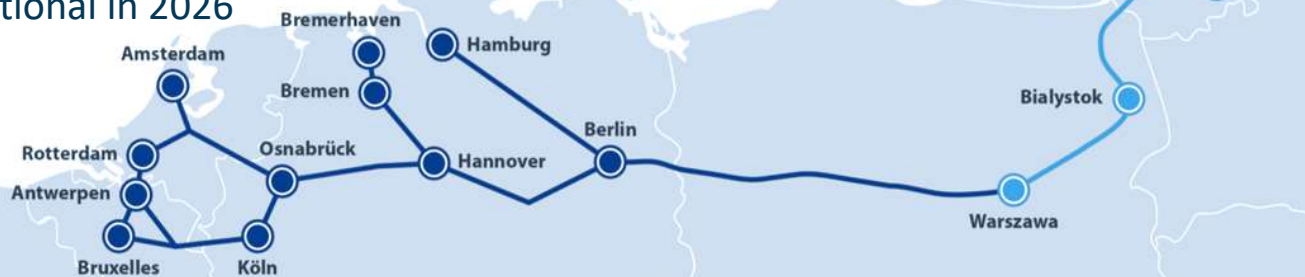 tional in 2026
Bremerhaven
Amsterdam
Hamburg
Bremen
Bialystok
Berlin
Rotterdam
Osnabrück
Hannover
Antwerpen
Warszawa
Bruxelles
Köln